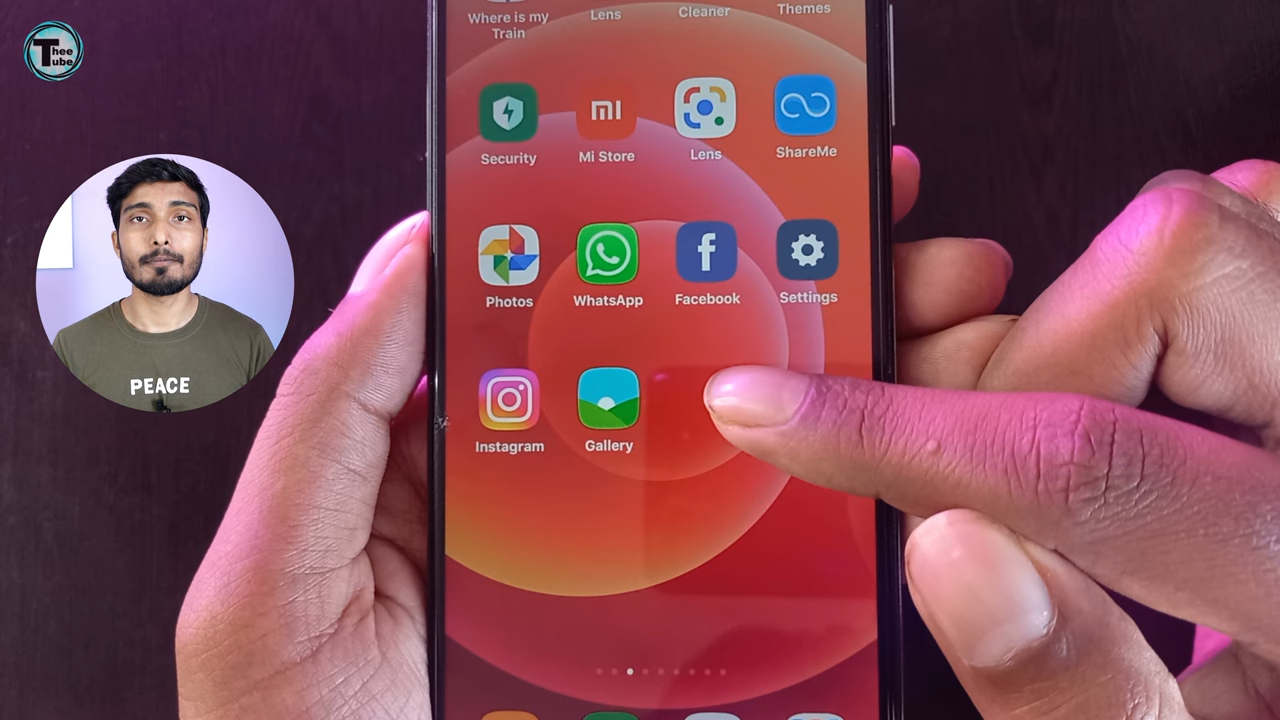 Thee
Tube
Where is my
Train
Lens
Cleaner
Themes
Security
Mi Store
Lens
ShareMe
Photos
WhatsApp
Facebook
Settings
PEACE
Instagram
Gallery